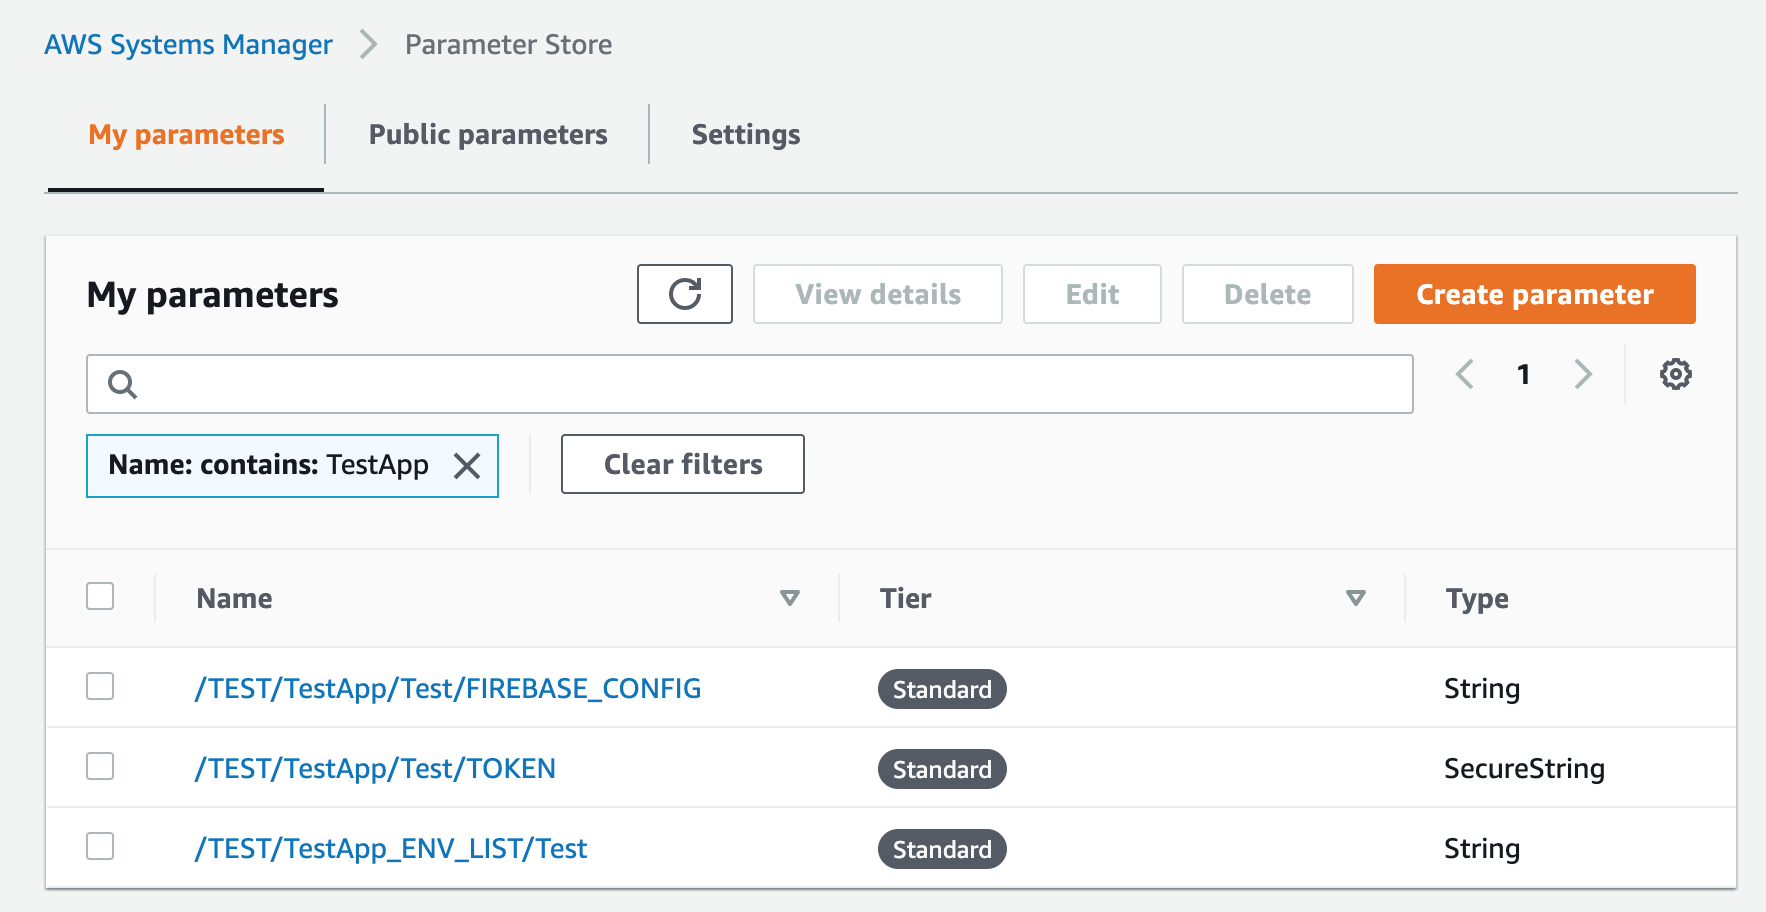 AWS Systems Manager Parameter Store
My parameters Public parameters Settings
My parameters View details Edit Delete Create parameter
1
Name: contains: TestApp Clear filters
Name Tier Type
/TEST/TestApp/Test/FIREBASE_CONFIG Standard String
/TEST/TestApp/Test/TOKEN Standard SecureString
/TEST/TestApp_ENV_LIST/Test Standard String